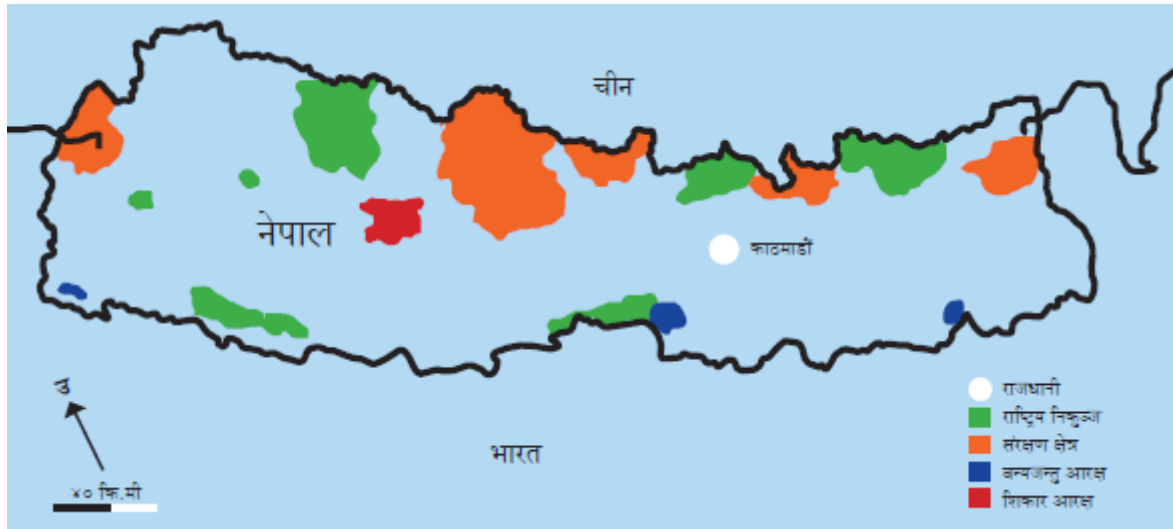 चीन
नेपाल
काठमाडौं
भारत
उ
४० कि.मी
राजधानी
राष्ट्रिय निकुञ्ज
संरक्षण क्षेत्र
वन्यजन्तु आरक्ष
शिकार आरक्ष